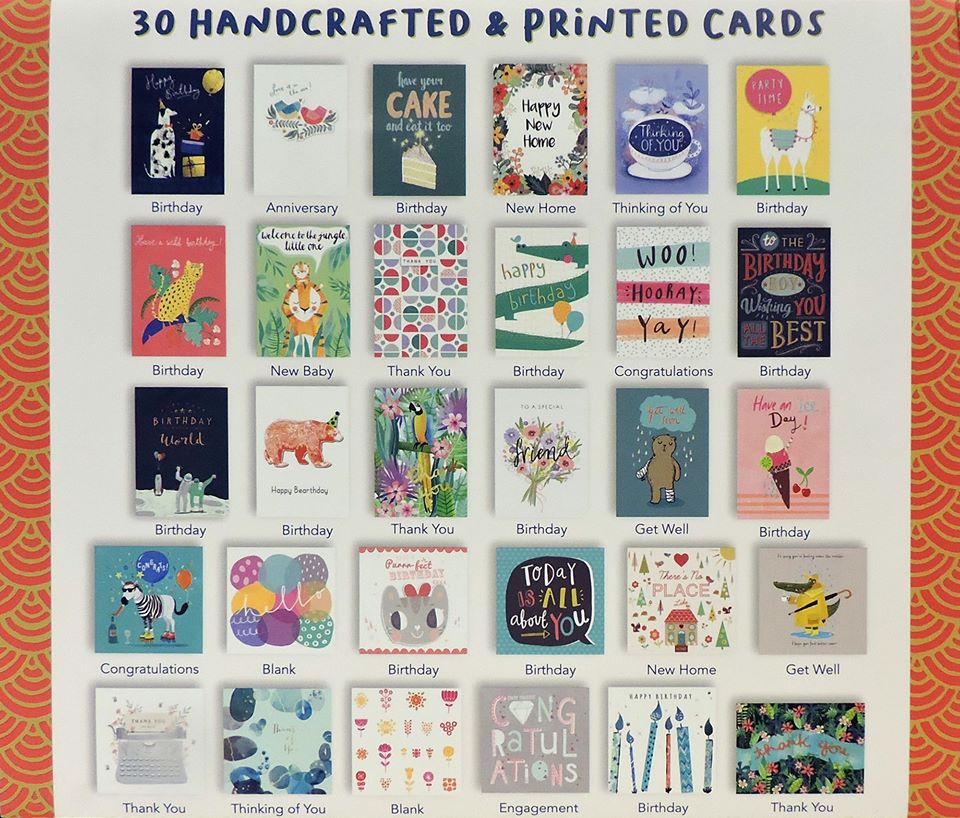 30 HANDCRAFTED & PRiNTED CARDS
Happy Birthday
have your
CAKE
and eat it too
Happy
New
Home
Thinking
OF YOU
PARTY
TIME
Birthday
Anniversary
Birthday
New Home
Thinking of You
Birthday
Have a wild birthday!
Welcome to the jungle,
little one
THANK YOU
happy
birthday
WOO!
HOORAY
YAY!
to THE
BIRTHDAY
BOY
Wishing YOU
ALL THE BEST
Birthday
New Baby
Thank You
Birthday
Congratulations
Birthday
BIRTHDAY
World
Happy Bearthday
TO A SPECIAL
friend
get well
soon
Have an Ice
Day!
Birthday
Birthday
Thank You
Birthday
Get Well
Birthday
CONGRATS!
hello
Purrr-fect
BIRTHDAY
TODAY
IS ALL
about YOU
There's No
PLACE
Like
Congratulations
Blank
Birthday
Birthday
New Home
Get Well
THANK YOU
CONG
RATUL
ATIONS
HAPPY BIRTHDAY
thank you
Thank You
Thinking of You
Blank
Engagement
Birthday
Thank You